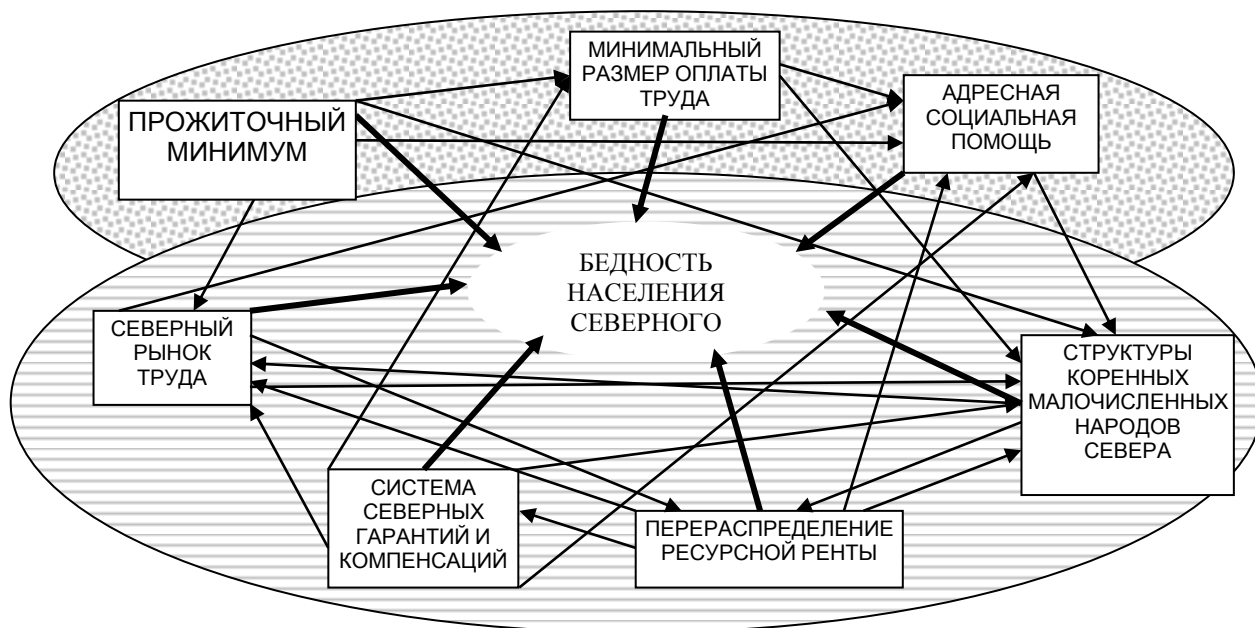 МИНИМАЛЬНЫЙ
РАЗМЕР ОПЛАТЫ
ТРУДА
АДРЕСНАЯ
СОЦИАЛЬНАЯ
ПОМОЩЬ
ПРОЖИТОЧНЫЙ
МИНИМУМ
БЕДНОСТЬ
НАСЕЛЕНИЯ
СЕВЕРНОГО
СЕВЕРНЫЙ
РЫНОК
ТРУДА
СТРУКТУРЫ
КОРЕННЫХ
МАЛОЧИСЛЕННЫХ
НАРОДОВ
СЕВЕРА
СИСТЕМА
СЕВЕРНЫХ
ГАРАНТИЙ И
КОМПЕНСАЦИЙ
ПЕРЕРАСПРЕДЕЛЕНИЕ
РЕСУРСНОЙ РЕНТЫ